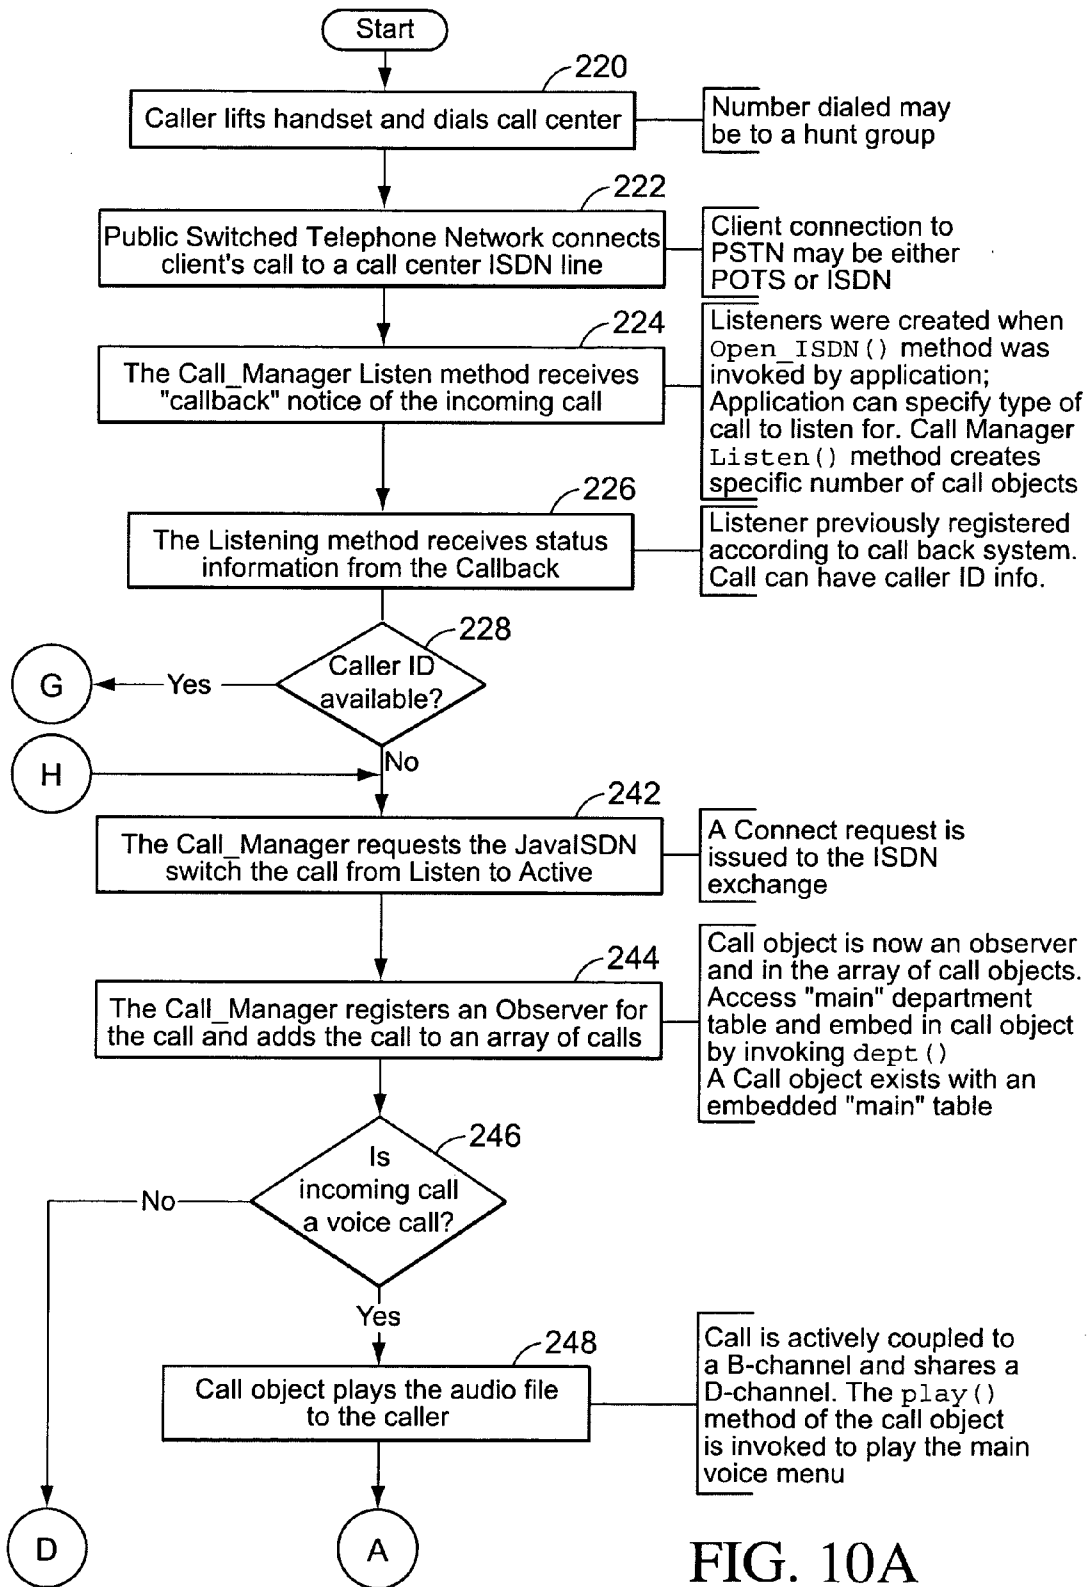 Start
220
Caller lifts handset and dials call center
Number dialed may
be to a hunt group
222
Public Switched Telephone Network connects
client's call to a call center ISDN line
Client connection to
PSTN may be either
POTS or ISDN
224
The Call_Manager Listen method receives
"callback" notice of the incoming call
Listeners were created when
Open_ISDN() method was
invoked by application;
Application can specify type of
call to listen for. Call Manager
Listen() method creates
specific number of call objects
226
The Listening method receives status
information from the Callback
Listener previously registered
according to call back system.
Call can have caller ID info.
228
Caller ID
available?
Yes
G
No
H
242
The Call_Manager requests the JavaISDN
switch the call from Listen to Active
A Connect request is
issued to the ISDN
exchange
244
The Call_Manager registers an Observer for
the call and adds the call to an array of calls
Call object is now an observer
and in the array of call objects.
Access "main" department
table and embed in call object
by invoking dept()
A Call object exists with an
embedded "main" table
246
Is
incoming call
a voice call?
No
Yes
248
Call object plays the audio file
to the caller
Call is actively coupled to
a B-channel and shares a
D-channel. The play()
method of the call object
is invoked to play the main
voice menu
D
A
FIG. 10A